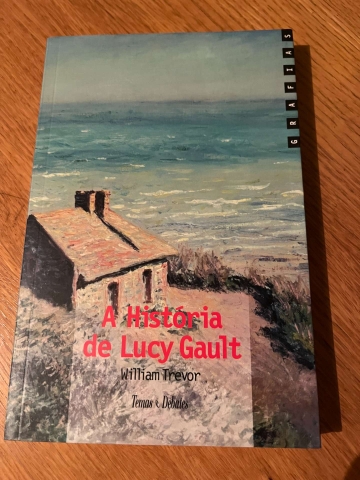 GRAFIAS
A História
de Lucy Gault
William Trevor
Temas & Debates